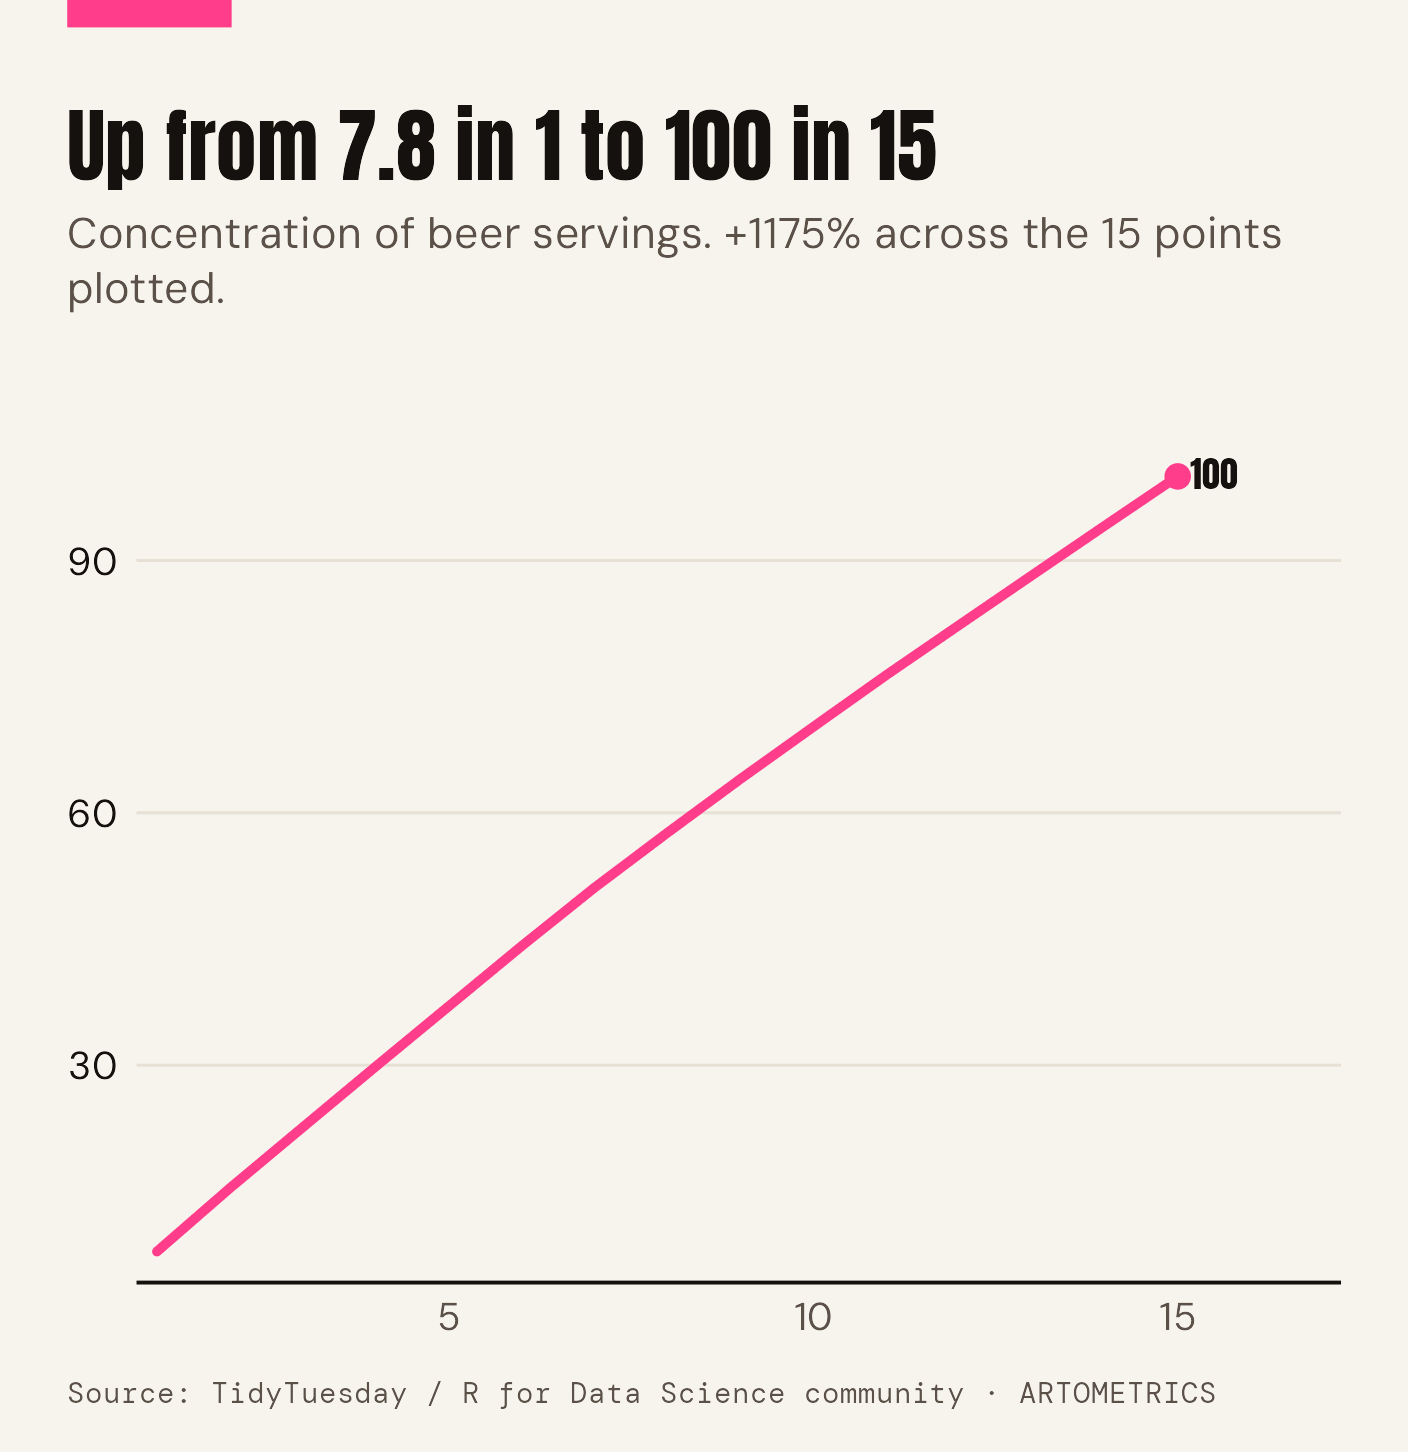 Up from 7.8 in 1 to 100 in 15
Concentration of beer servings. +1175% across the 15 points
plotted.
100
90
60
30
5 10 15
Source: TidyTuesday / R for Data Science community · ARTOMETRICS